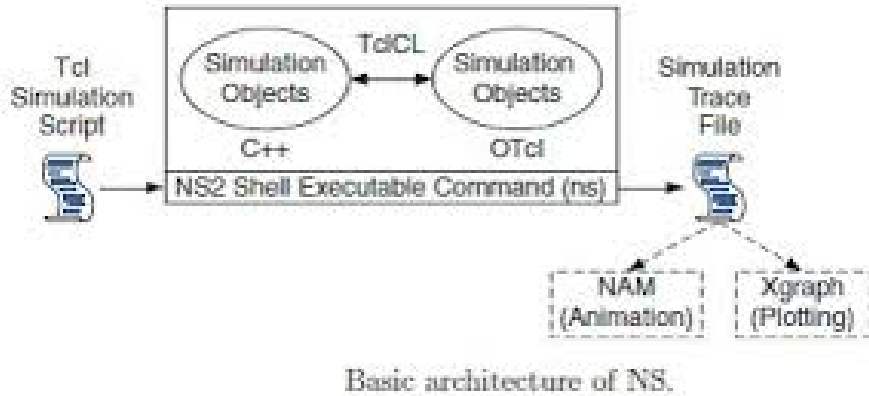 Tcl
Simulation
Script
TclCL
Simulation
Objects
Simulation
Objects
C++
OTcl
NS2 Shell Executable Command (ns)
Simulation
Trace
File
NAM
(Animation)
Xgraph
(Plotting)
Basic architecture of NS.